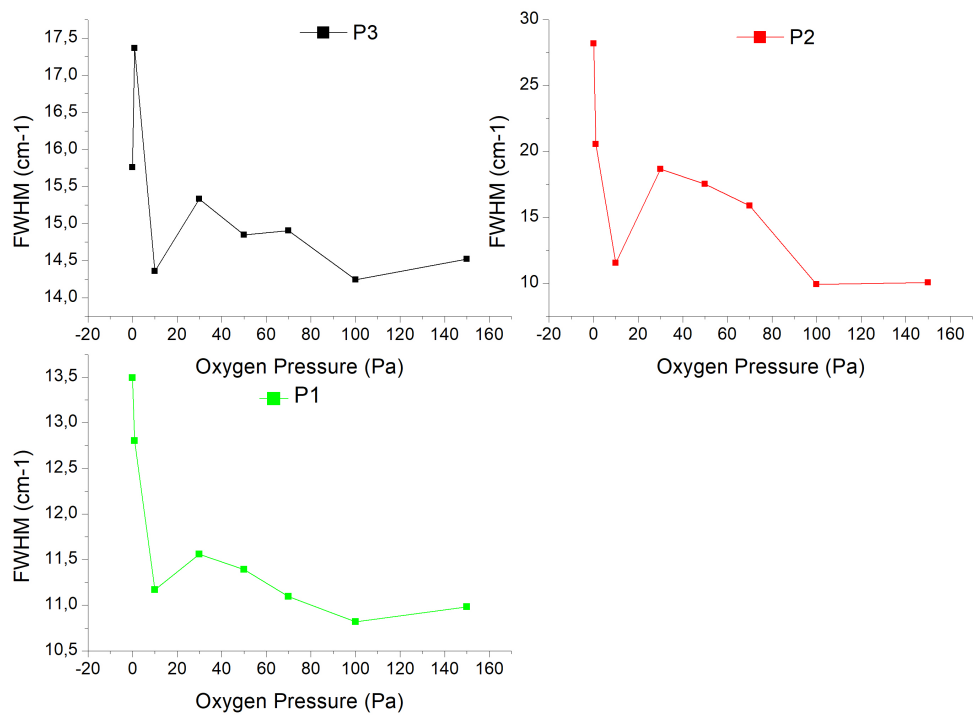 P3
FWHM (cm-1)
17,5
17,0
16,5
16,0
15,5
15,0
14,5
14,0
-20 0 20 40 60 80 100 120 140 160
Oxygen Pressure (Pa)
P2
FWHM (cm-1)
30
25
20
15
10
-20 0 20 40 60 80 100 120 140 160
Oxygen Pressure (Pa)
P1
FWHM (cm-1)
13,5
13,0
12,5
12,0
11,5
11,0
10,5
-20 0 20 40 60 80 100 120 140 160
Oxygen Pressure (Pa)